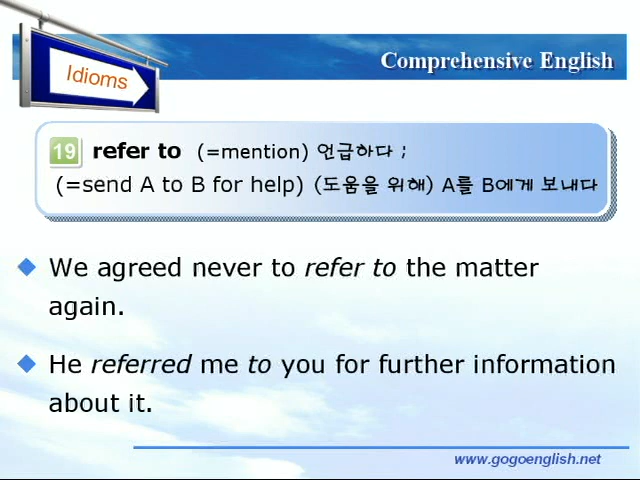 Idioms
Comprehensive English
19 refer to (=mention) 언급하다 ;
(=send A to B for help) (도움을 위해) A를 B에게 보내다
We agreed never to refer to the matter
again.
He referred me to you for further information
about it.
www.gogoenglish.net